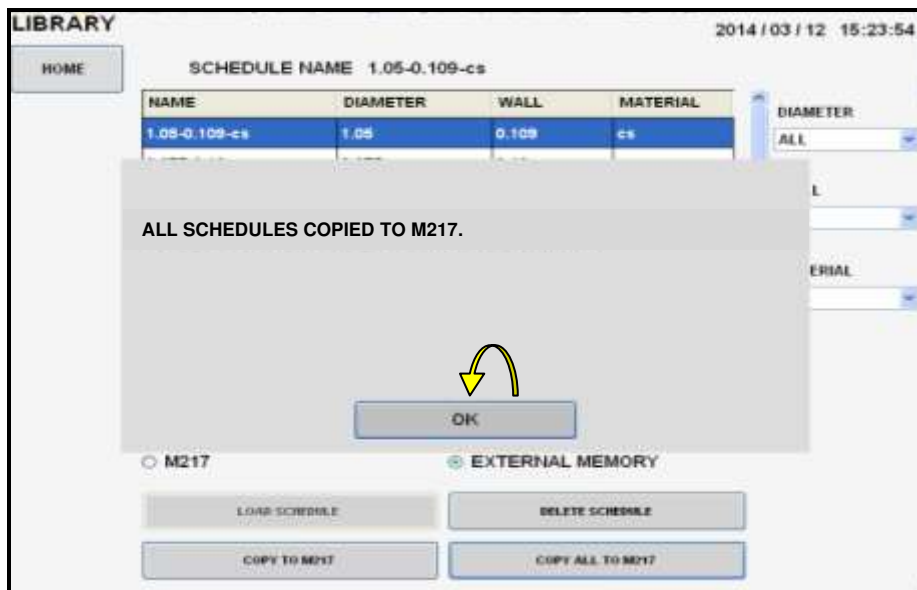 LIBRARY
2014 / 03 / 12 15:23:54
HOME
SCHEDULE NAME 1.05-0.109-cs
NAME DIAMETER WALL MATERIAL
1.05-0.109-cs 1.05 0.109 cs
DIAMETER
ALL
L
ERIAL
ALL SCHEDULES COPIED TO M217.
OK
M217 EXTERNAL MEMORY
LOAD SCHEDULE DELETE SCHEDULE
COPY TO M217 COPY ALL TO M217